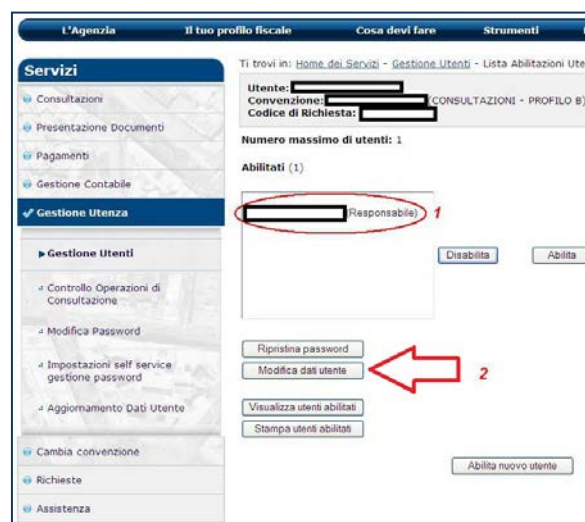 L'Agenzia Il tuo profilo fiscale Cosa devi fare Strumenti
Servizi
Consultazioni
Presentazione Documenti
Pagamenti
Gestione Contabile
Gestione Utenza
Gestione Utenti
Controllo Operazioni di
Consultazione
Modifica Password
Impostazioni self service
gestione password
Aggiornamento Dati Utente
Cambia convenzione
Richieste
Assistenza
Ti trovi in: Home dei Servizi - Gestione Utenti - Lista Abilitazioni Ute
Utente:
Convenzione: (CONSULTAZIONI - PROFILO B)
Codice di Richiesta:
Numero massimo di utenti: 1
Abilitati (1)
(Responsabile) 1
Disabilita Abilita
Ripristina password
Modifica dati utente 2
Visualizza utenti abilitati
Stampa utenti abilitati
Abilita nuovo utente